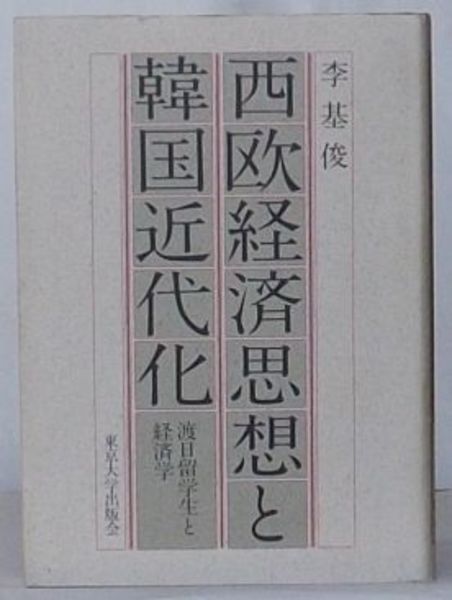 李基俊
西欧経済思想と
韓国近代化
渡日留学生と
経済学
東京大学出版会